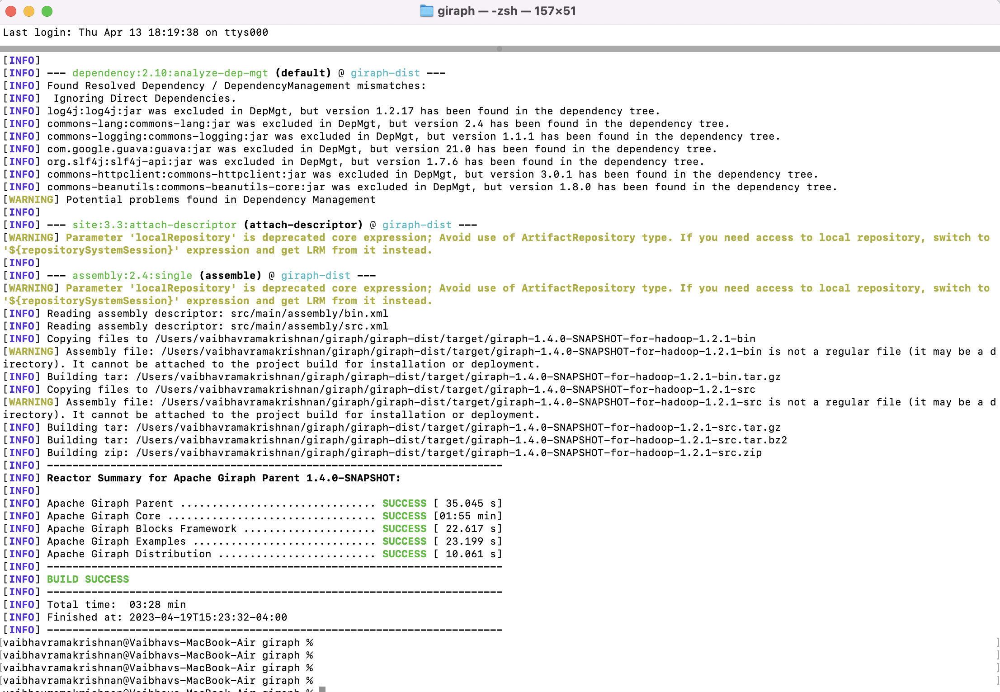 giraph — -zsh — 157×51
Last login: Thu Apr 13 18:19:38 on ttys000
[INFO]
[INFO] --- dependency:2.10:analyze-dep-mgt (default) @ giraph-dist ---
[INFO] Found Resolved Dependency / DependencyManagement mismatches:
[INFO]  Ignoring Direct Dependencies.
[INFO] log4j:log4j:jar was excluded in DepMgt, but version 1.2.17 has been found in the dependency tree.
[INFO] commons-lang:commons-lang:jar was excluded in DepMgt, but version 2.4 has been found in the dependency tree.
[INFO] commons-logging:commons-logging:jar was excluded in DepMgt, but version 1.1.1 has been found in the dependency tree.
[INFO] com.google.guava:guava:jar was excluded in DepMgt, but version 21.0 has been found in the dependency tree.
[INFO] org.slf4j:slf4j-api:jar was excluded in DepMgt, but version 1.7.6 has been found in the dependency tree.
[INFO] commons-httpclient:commons-httpclient:jar was excluded in DepMgt, but version 3.0.1 has been found in the dependency tree.
[INFO] commons-beanutils:commons-beanutils-core:jar was excluded in DepMgt, but version 1.8.0 has been found in the dependency tree.
[WARNING] Potential problems found in Dependency Management
[INFO]
[INFO] --- site:3.3:attach-descriptor (attach-descriptor) @ giraph-dist ---
[WARNING] Parameter 'localRepository' is deprecated core expression; Avoid use of ArtifactRepository type. If you need access to local repository, switch to
'${repositorySystemSession}' expression and get LRM from it instead.
[INFO]
[INFO] --- assembly:2.4:single (assemble) @ giraph-dist ---
[WARNING] Parameter 'localRepository' is deprecated core expression; Avoid use of ArtifactRepository type. If you need access to local repository, switch to
'${repositorySystemSession}' expression and get LRM from it instead.
[INFO] Reading assembly descriptor: src/main/assembly/bin.xml
[INFO] Reading assembly descriptor: src/main/assembly/src.xml
[INFO] Copying files to /Users/vaibhavramakrishnan/giraph/giraph-dist/target/giraph-1.4.0-SNAPSHOT-for-hadoop-1.2.1-bin
[WARNING] Assembly file: /Users/vaibhavramakrishnan/giraph/giraph-dist/target/giraph-1.4.0-SNAPSHOT-for-hadoop-1.2.1-bin is not a regular file (it may be a d
irectory). It cannot be attached to the project build for installation or deployment.
[INFO] Building tar: /Users/vaibhavramakrishnan/giraph/giraph-dist/target/giraph-1.4.0-SNAPSHOT-for-hadoop-1.2.1-bin.tar.gz
[INFO] Copying files to /Users/vaibhavramakrishnan/giraph/giraph-dist/target/giraph-1.4.0-SNAPSHOT-for-hadoop-1.2.1-src
[WARNING] Assembly file: /Users/vaibhavramakrishnan/giraph/giraph-dist/target/giraph-1.4.0-SNAPSHOT-for-hadoop-1.2.1-src is not a regular file (it may be a d
irectory). It cannot be attached to the project build for installation or deployment.
[INFO] Building tar: /Users/vaibhavramakrishnan/giraph/giraph-dist/target/giraph-1.4.0-SNAPSHOT-for-hadoop-1.2.1-src.tar.gz
[INFO] Building tar: /Users/vaibhavramakrishnan/giraph/giraph-dist/target/giraph-1.4.0-SNAPSHOT-for-hadoop-1.2.1-src.tar.bz2
[INFO] Building zip: /Users/vaibhavramakrishnan/giraph/giraph-dist/target/giraph-1.4.0-SNAPSHOT-for-hadoop-1.2.1-src.zip
[INFO] ------------------------------------------------------------------------
[INFO] Reactor Summary for Apache Giraph Parent 1.4.0-SNAPSHOT:
[INFO]
[INFO] Apache Giraph Parent ............................... SUCCESS [ 35.045 s]
[INFO] Apache Giraph Core ................................. SUCCESS [01:55 min]
[INFO] Apache Giraph Blocks Framework ..................... SUCCESS [ 22.617 s]
[INFO] Apache Giraph Examples ............................. SUCCESS [ 23.199 s]
[INFO] Apache Giraph Distribution ......................... SUCCESS [ 10.061 s]
[INFO] ------------------------------------------------------------------------
[INFO] BUILD SUCCESS
[INFO] ------------------------------------------------------------------------
[INFO] Total time:  03:28 min
[INFO] Finished at: 2023-04-19T15:23:32-04:00
[INFO] ------------------------------------------------------------------------
[vaibhavramakrishnan@Vaibhavs-MacBook-Air giraph % ]
[vaibhavramakrishnan@Vaibhavs-MacBook-Air giraph % ]
[vaibhavramakrishnan@Vaibhavs-MacBook-Air giraph % ]
[vaibhavramakrishnan@Vaibhavs-MacBook-Air giraph % ]
vaibhavramakrishnan@Vaibhavs-MacBook-Air giraph %